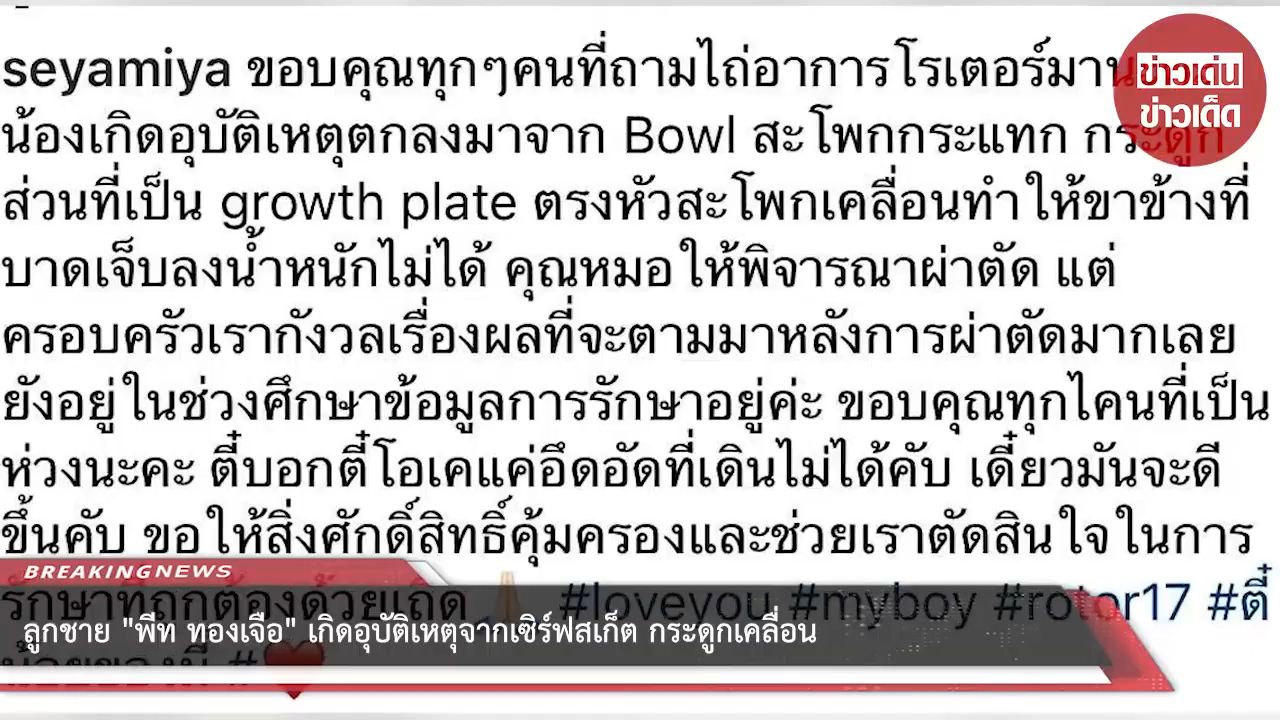 seyamiya ขอบคุณทุกๆคนที่ถามไถ่อาการโรเตอร์มานะ
ข่าวเด่น
ข่าวเด็ด
น้องเกิดอุบัติเหตุตกลงมาจาก Bowl สะโพกกระแทก กระดูก
ส่วนที่เป็น growth plate ตรงหัวสะโพกเคลื่อนทำให้ขาข้างที่
บาดเจ็บลงน้ำหนักไม่ได้ คุณหมอให้พิจารณาผ่าตัด แต่
ครอบครัวเรากังวลเรื่องผลที่จะตามมาหลังการผ่าตัดมากเลย
ยังอยู่ในช่วงศึกษาข้อมูลการรักษาอยู่ค่ะ ขอบคุณทุกไคนที่เป็น
ห่วงนะคะ ตี๋บอกตี๋โอเคแค่อึดอัดที่เดินไม่ได้คับ เดี๋ยวมันจะดี
ขึ้นคับ ขอให้สิ่งศักดิ์สิทธิ์คุ้มครองและช่วยเราตัดสินใจในการ
BREAKING NEWS
รักษาที่ถูกต้องด้วยเถิด 🙏🏻 #loveyou #myboy #rotor17 #ตี๋
ลูกชาย "พีท ทองเจือ" เกิดอุบัติเหตุจากเซิร์ฟสเก็ต กระดูกเคลื่อน